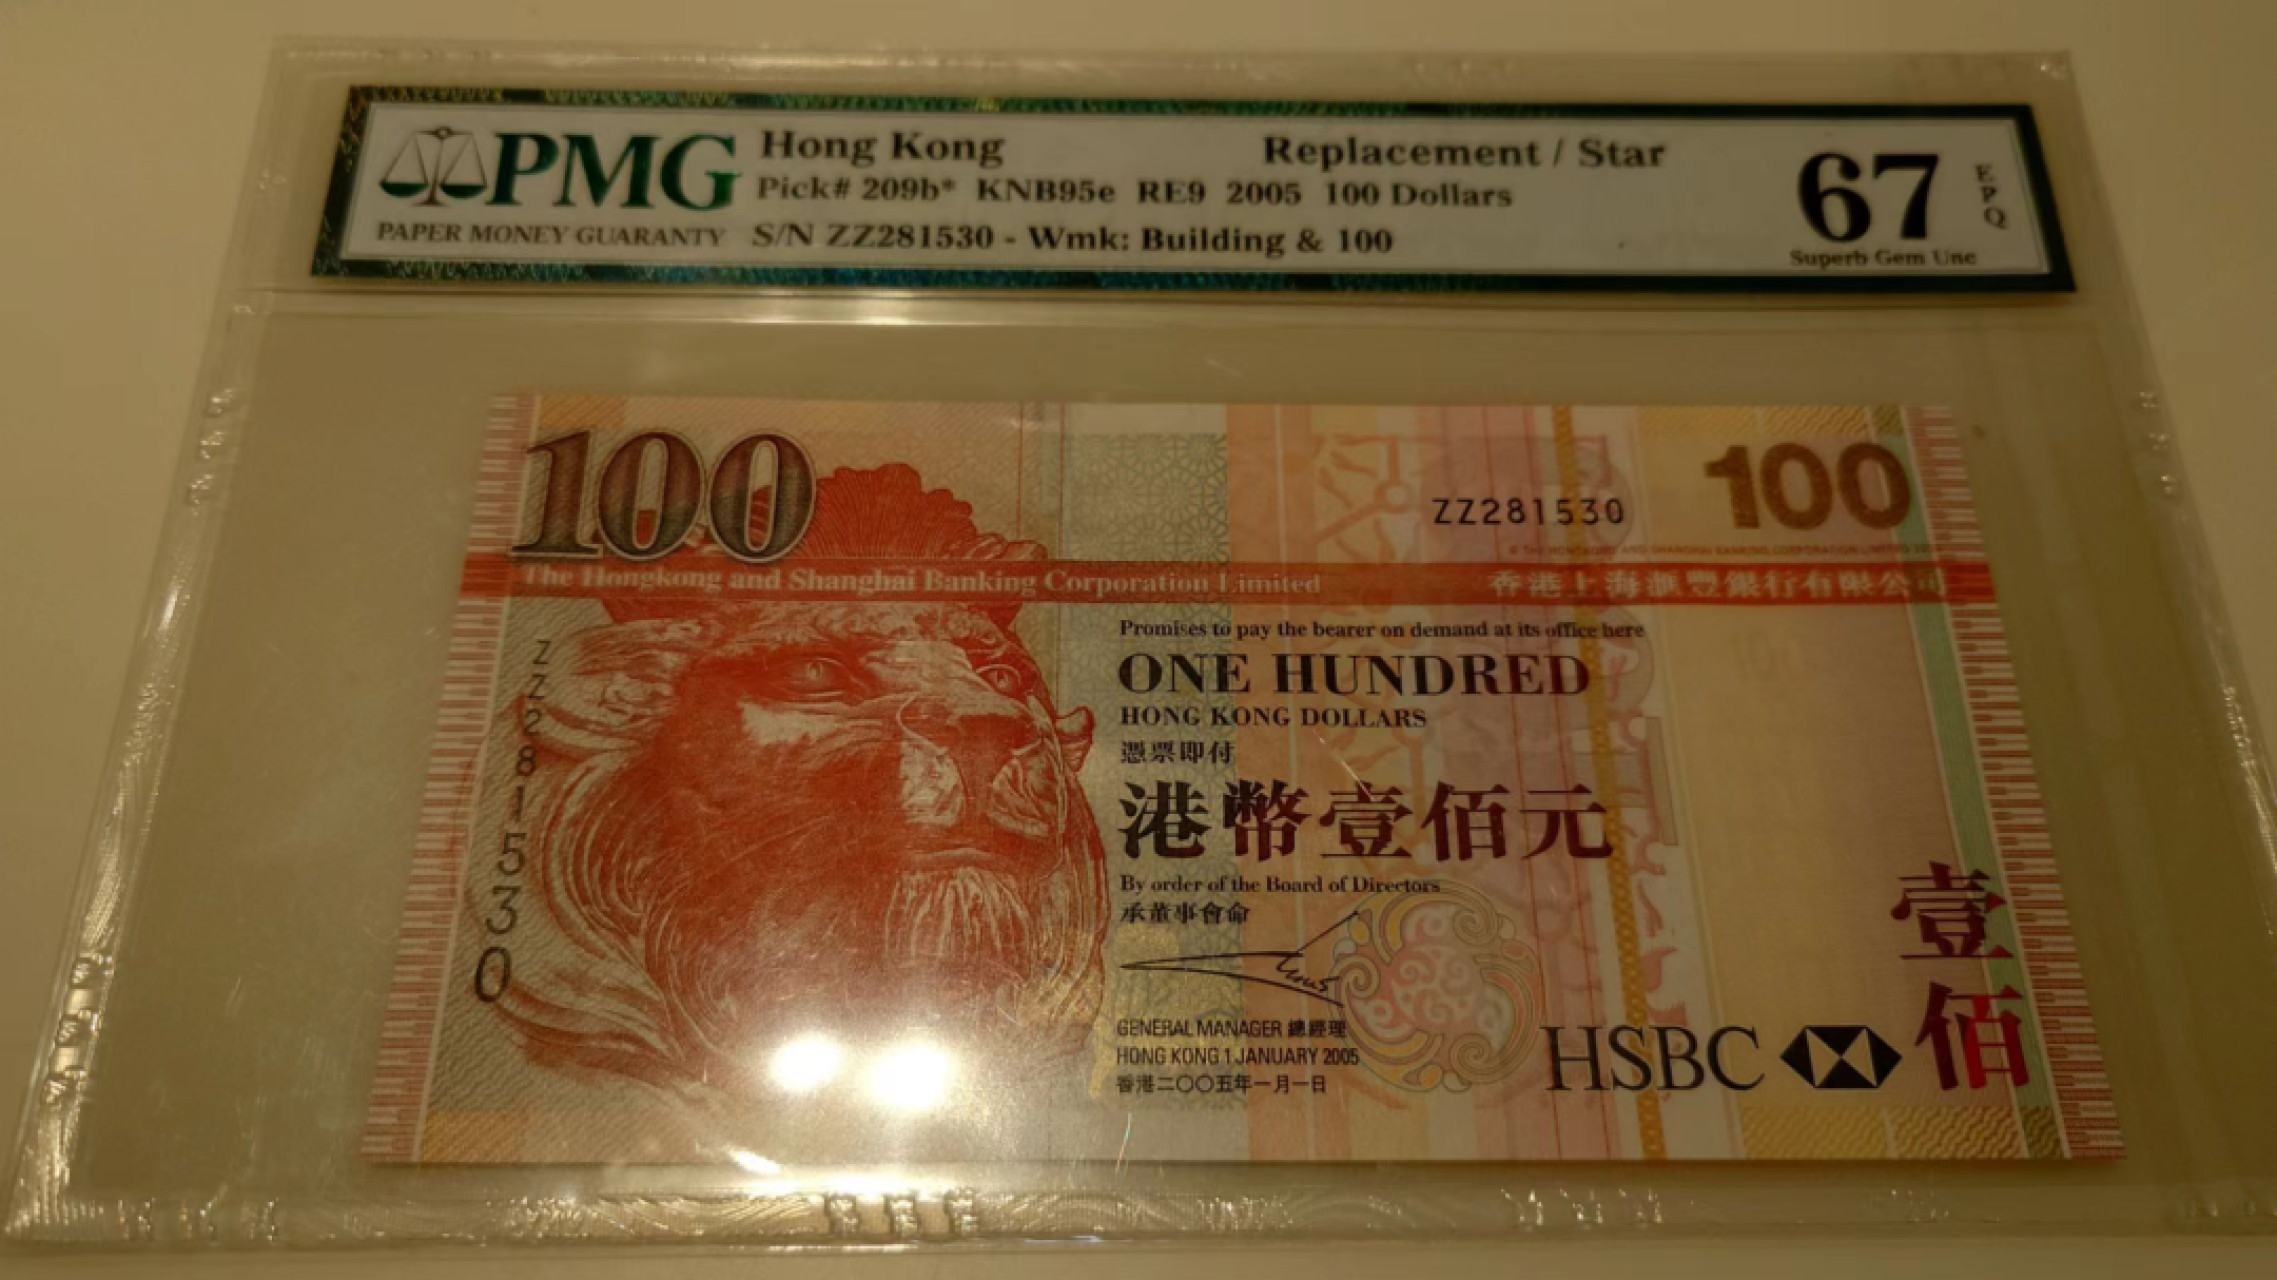 PMG
PAPER MONEY GUARANTY
Hong Kong Replacement / Star
Pick# 209b* KNB95e RE9 2005 100 Dollars
S/N ZZ281530 - Wmk: Building & 100
67
EPQ
Superb Gem Unc
100
ZZ281530
100
The Hongkong and Shanghai Banking Corporation Limited
香港上海滙豐銀行有限公司
ZZ281530
Promises to pay the bearer on demand at its office here
ONE HUNDRED
HONG KONG DOLLARS
憑票即付
港幣壹佰元
By order of the Board of Directors
承董事會命
GENERAL MANAGER 總經理
HONG KONG 1 JANUARY 2005
香港二〇〇五年一月一日
HSBC
壹佰